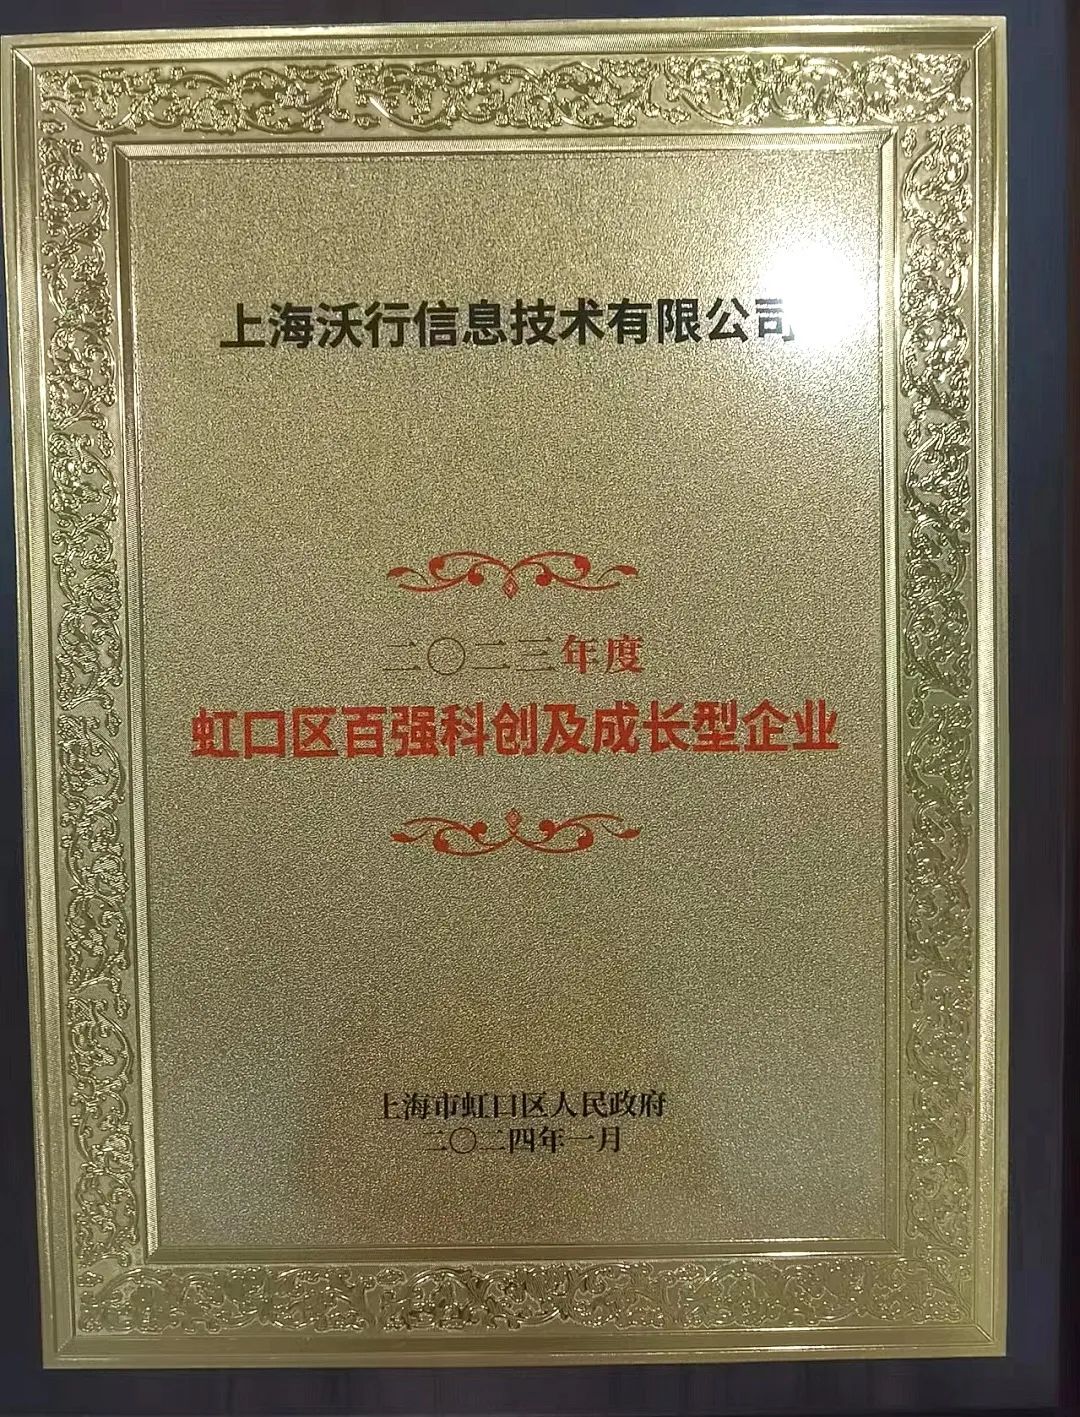 上海沃行信息技术有限公司
二〇二三年度
虹口区百强科创及成长型企业
上海市虹口区人民政府
二〇二四年一月